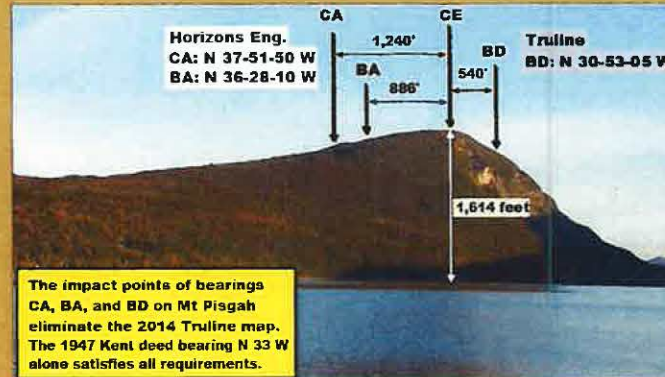 CA
CE
Horizons Eng.
CA: N 37-51-50 W
BA: N 36-28-10 W
1,240'
BA
886'
540'
BD
Truline
BD: N 30-53-05 W
1,614 feet
The impact points of bearings
CA, BA, and BD on Mt Pisgah
eliminate the 2014 Truline map.
The 1947 Kent deed bearing N 33 W
alone satisfies all requirements.